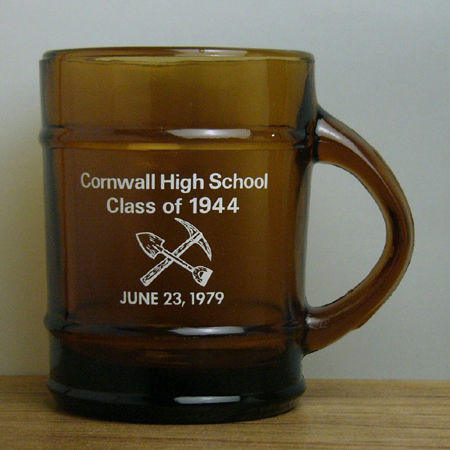 Cornwall High School
Class of 1944
JUNE 23, 1979